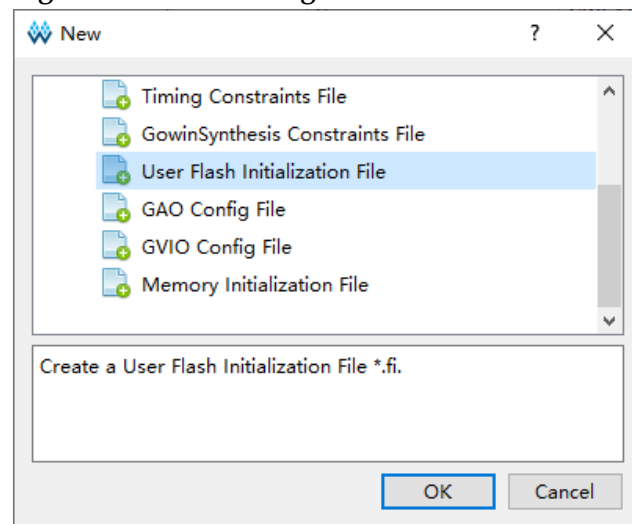 New
Timing Constraints File
GowinSynthesis Constraints File
User Flash Initialization File
GAO Config File
GVIO Config File
Memory Initialization File
Create a User Flash Initialization File *.fi.
OK Cancel